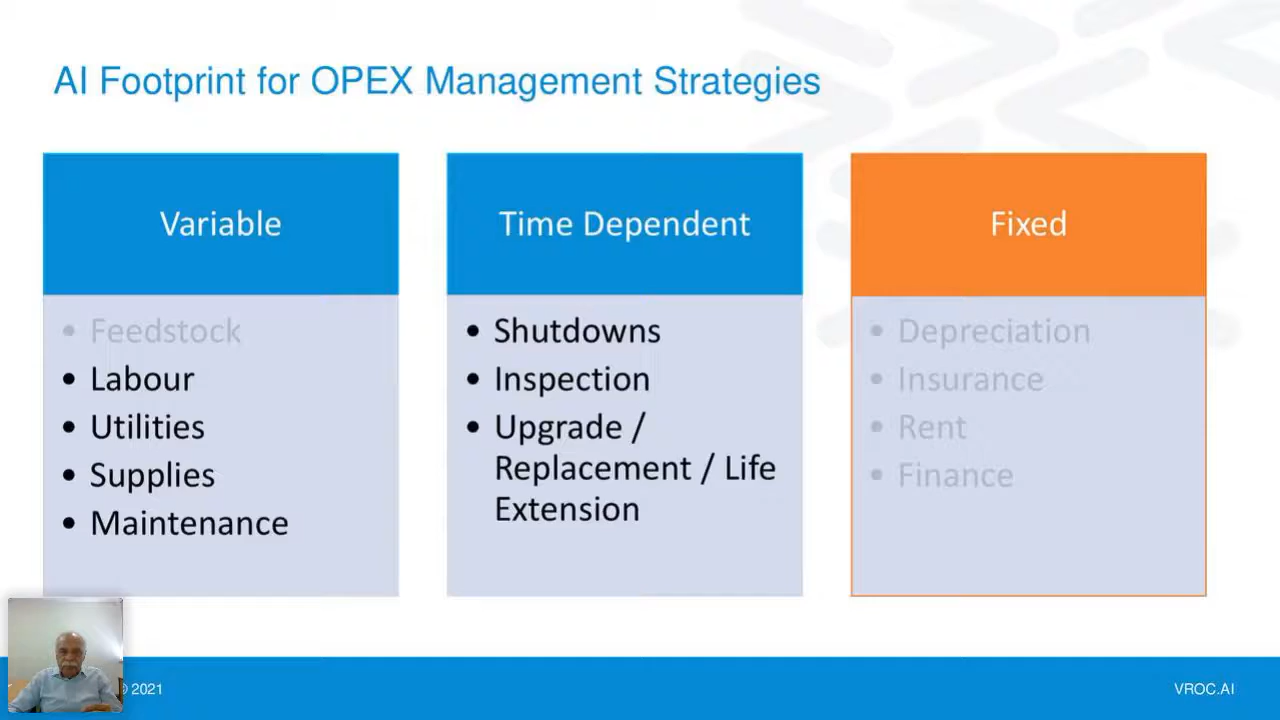 AI Footprint for OPEX Management Strategies
Variable
• Feedstock
• Labour
• Utilities
• Supplies
• Maintenance
Time Dependent
• Shutdowns
• Inspection
• Upgrade /
Replacement / Life
Extension
Fixed
• Depreciation
• Insurance
• Rent
• Finance
© 2021
VROC.AI